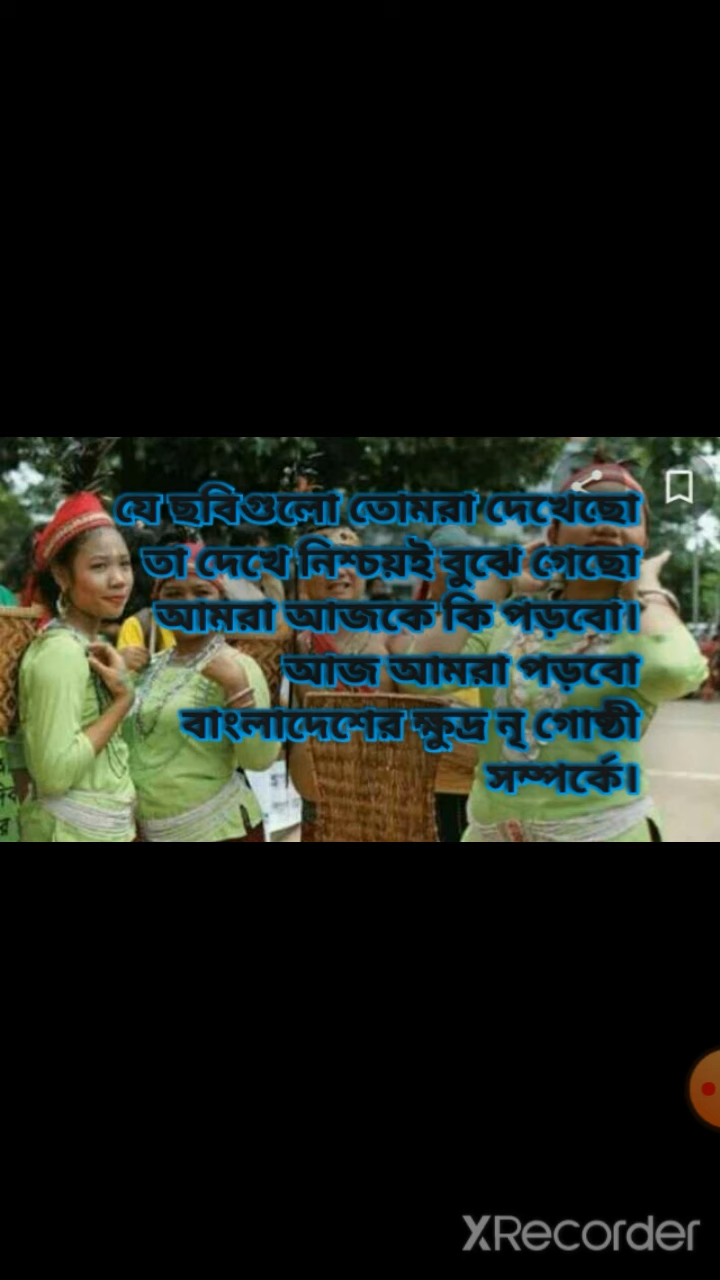 যে ছবিগুলো তোমরা দেখেছো
তা দেখে নিশ্চয়ই বুঝে গেছো
আমরা আজকে কি পড়বো।
আজ আমরা পড়বো
বাংলাদেশের ক্ষুদ্র নৃ গোষ্ঠী
সম্পর্কে।
XRecorder